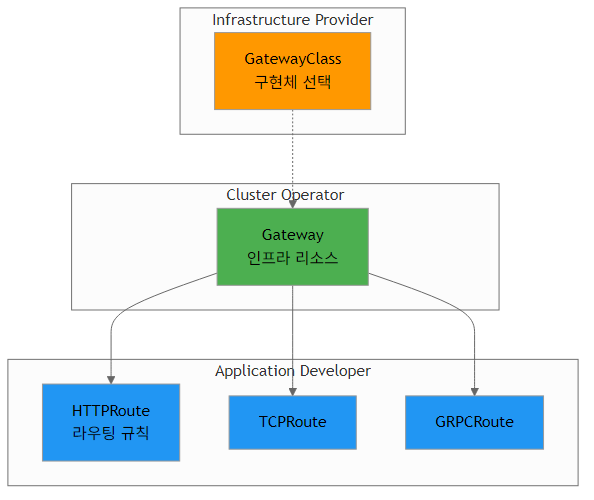 Infrastructure Provider
GatewayClass
구현체 선택
Cluster Operator
Gateway
인프라 리소스
Application Developer
HTTPRoute
라우팅 규칙
TCPRoute
GRPCRoute